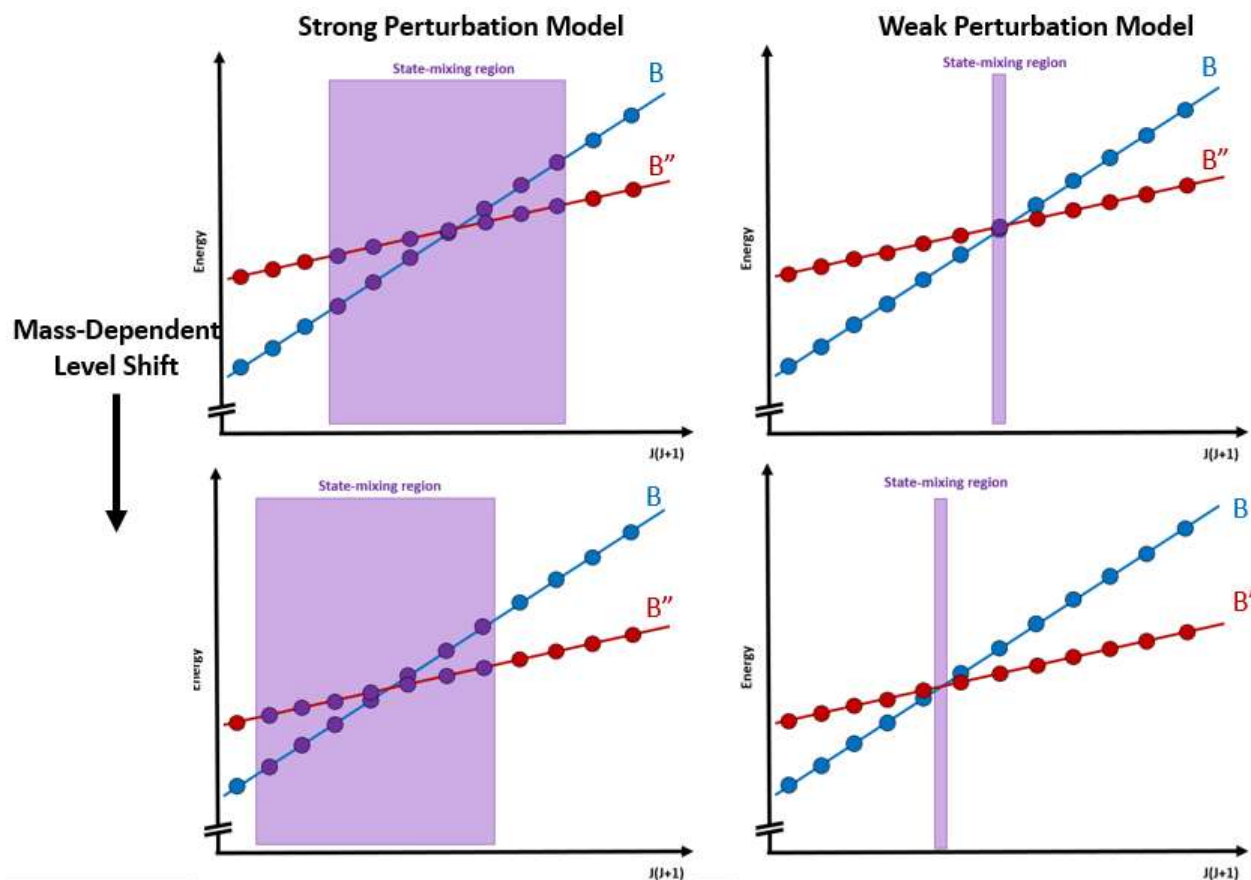 Strong Perturbation Model
Weak Perturbation Model
State-mixing region
B
B”
Energy
J(J+1)
State-mixing region
B
B”
Energy
J(J+1)
Mass-Dependent
Level Shift
State-mixing region
B
B”
Energy
J(J+1)
State-mixing region
B
B’
Energy
J(J+1)